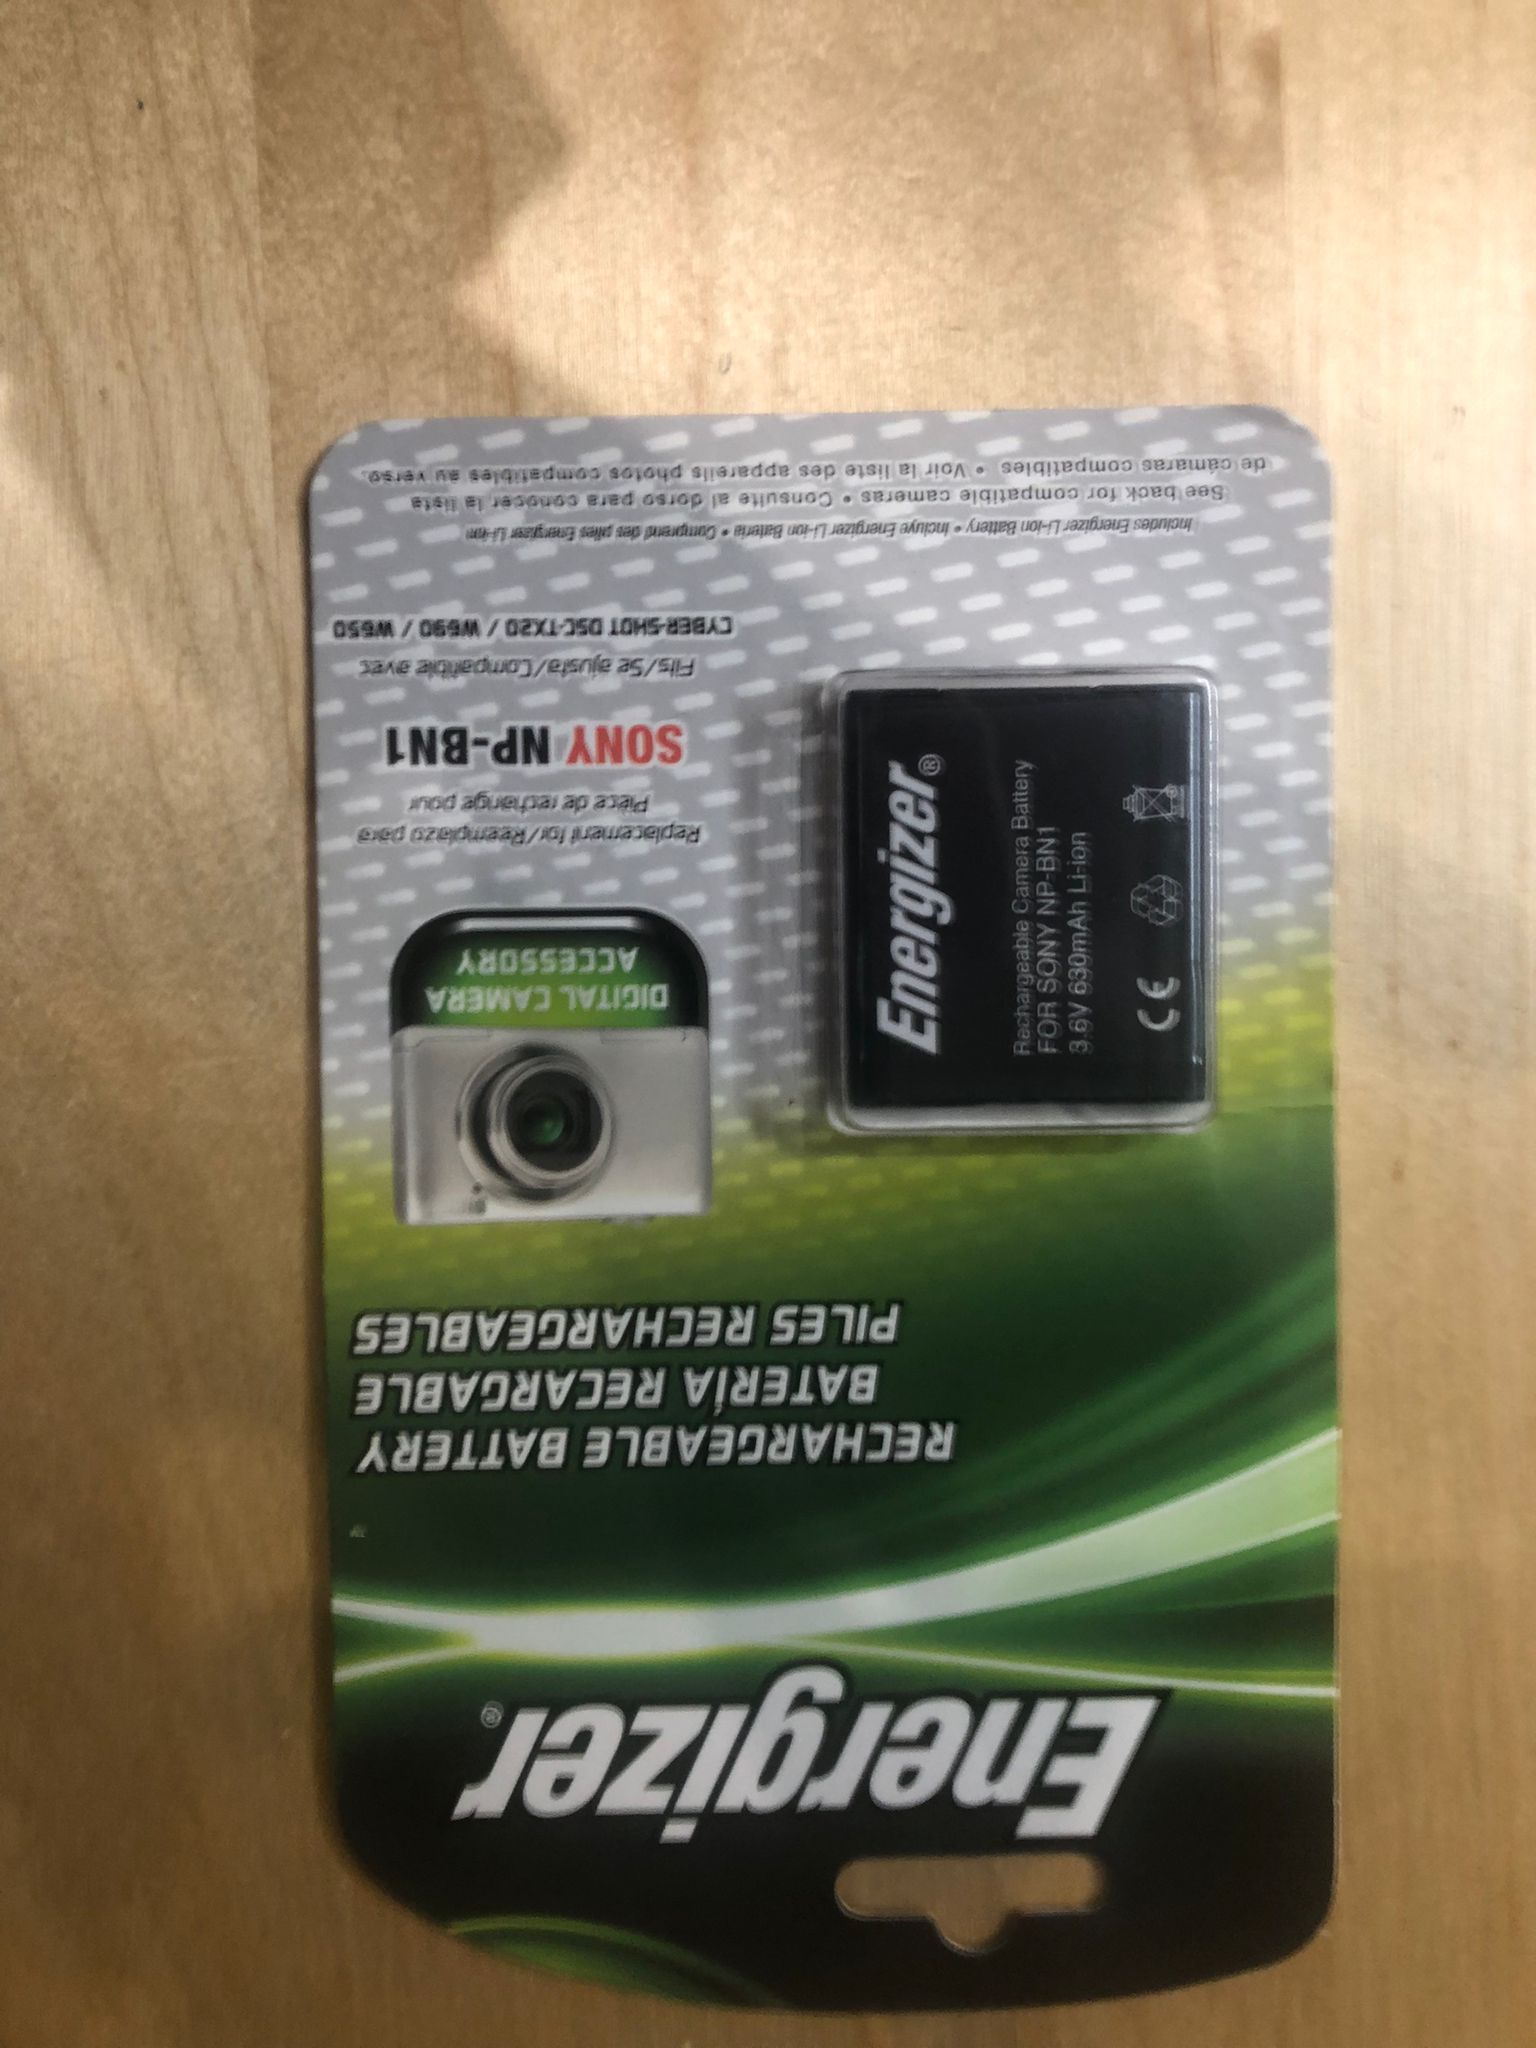 Energizer®
RECHARGEABLE BATTERY
BATERÍA RECARGABLE
PILES RECHARGEABLES
DIGITAL CAMERA
ACCESSORY
Replacement for/Reemplazo para
Pièce de rechange pour
SONY NP-BN1
Fits/Se ajusta/Compatible avec
CYBER-SHOT DSC-TX20 / W690 / W650
Energizer®
Rechargeable Camera Battery
FOR SONY NP-BN1
3.6V 630mAh Li-ion
CE
Includes Energizer Li-ion Battery • Incluye Energizer Li-ion Bateria • Comprend des piles Energizer Li-ion
See back for compatible cameras • Consulte al dorso para conocer la lista
de cámaras compatibles • Voir la liste des appareils photos compatibles au verso.